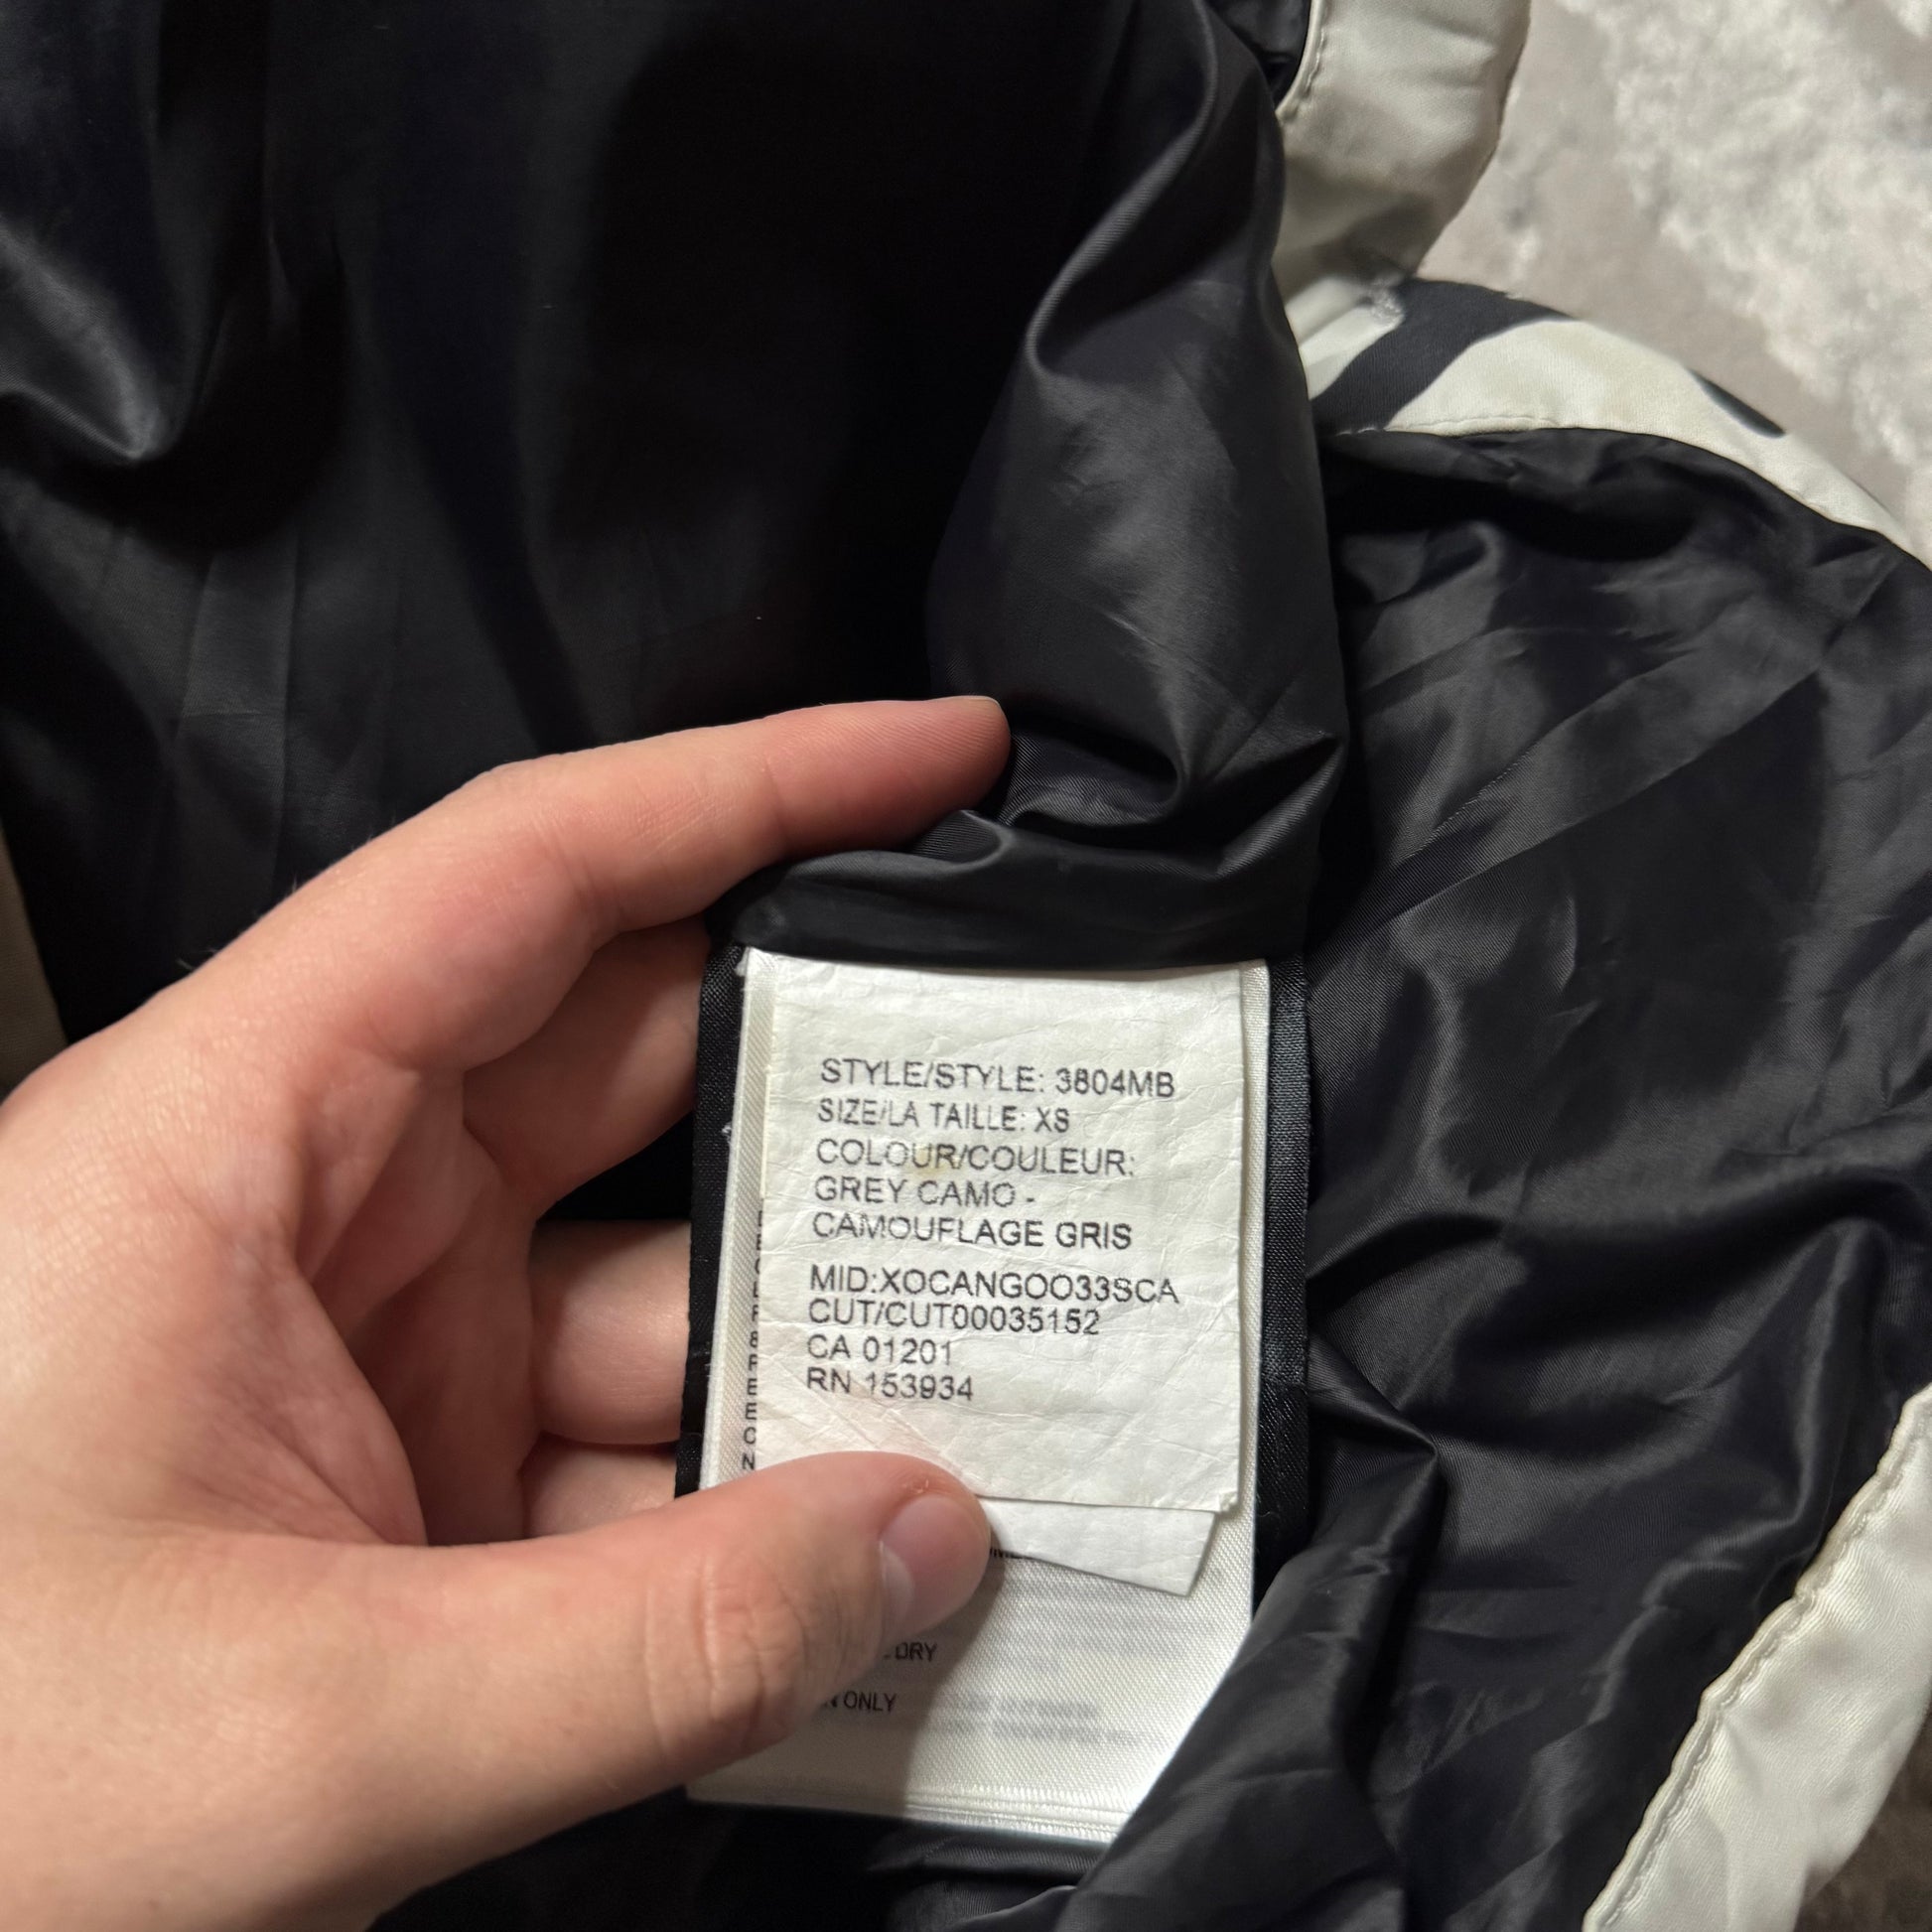 STYLE/STYLE: 3804MB
SIZE/LA TAILLE: XS
COLOUR/COULEUR:
GREY CAMO -
CAMOUFLAGE GRIS
MID:XOCANGOO33SCA
CUT/CUT00035152
CA 01201
RN 153934
DRY
ONLY